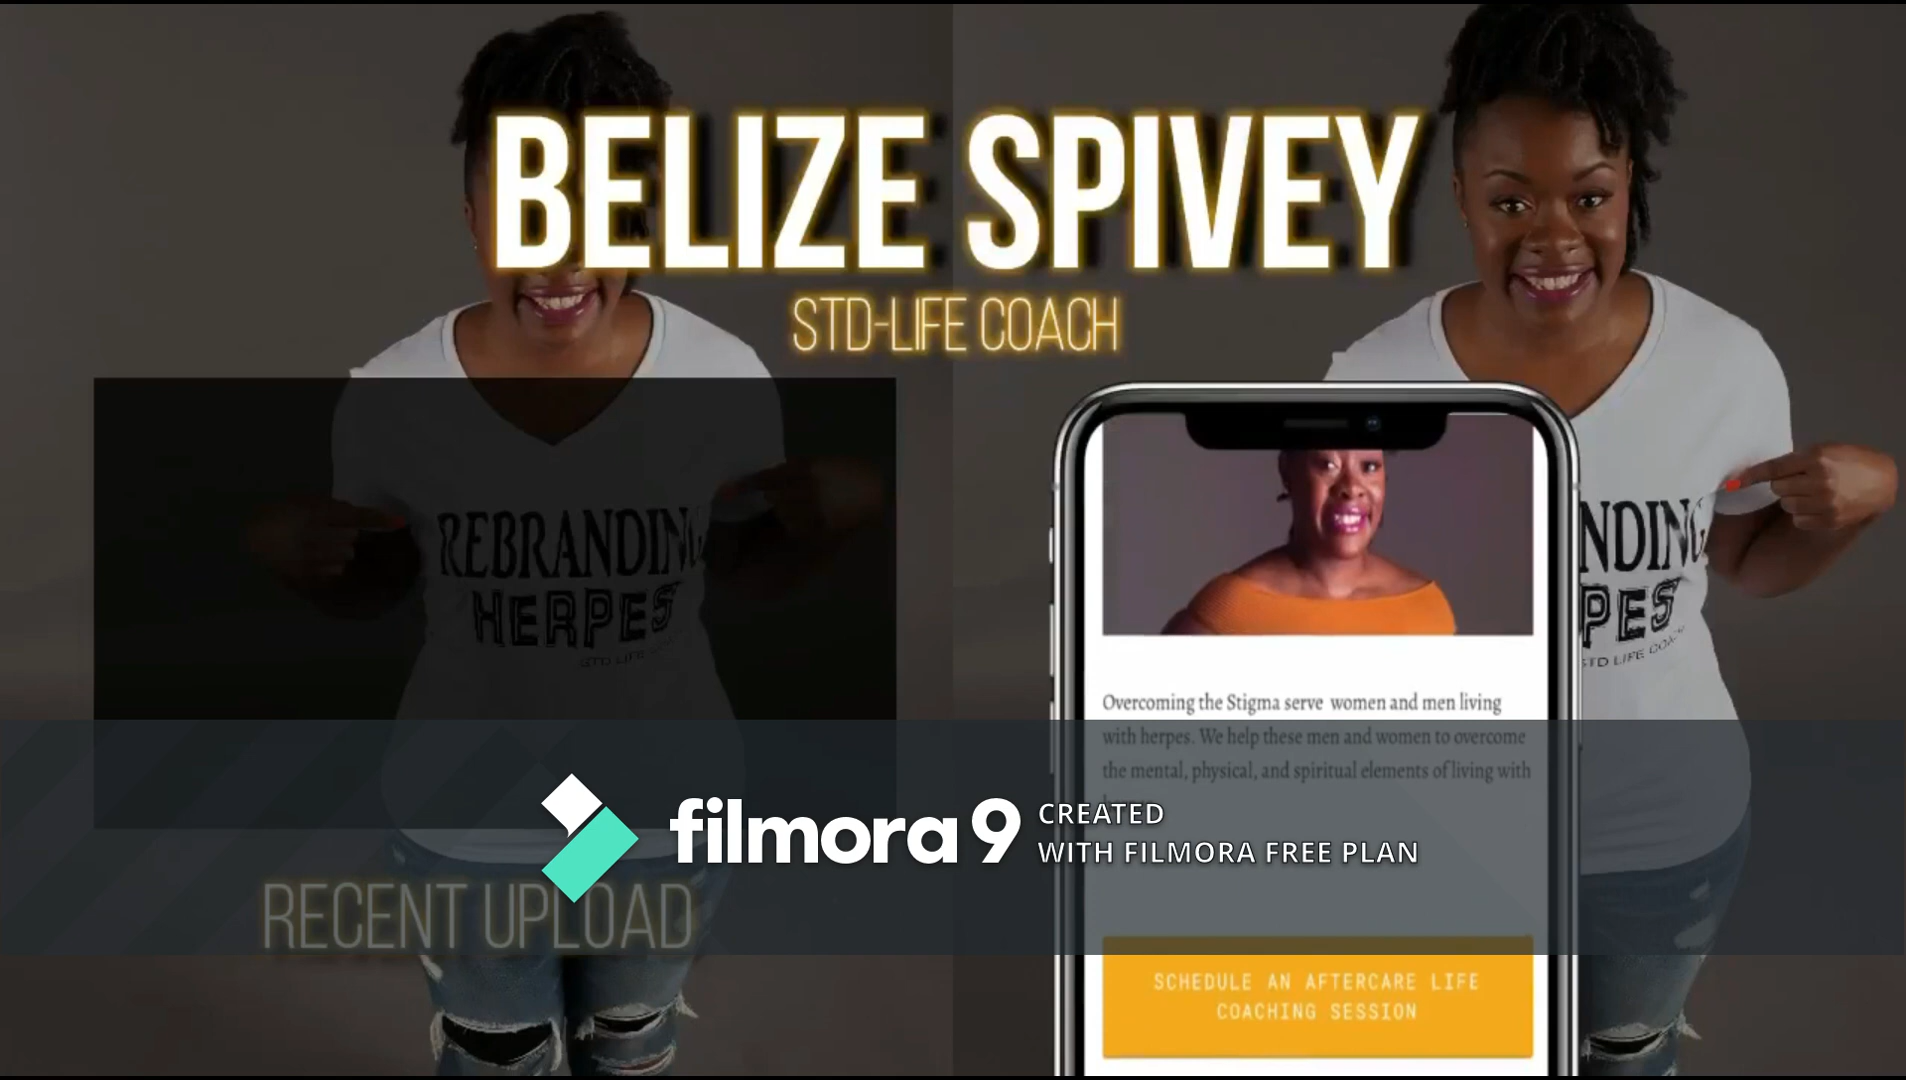 BELIZE SPIVEY
STD-LIFE COACH
REBRANDING
HERPES
STD LIFE
NDING
PES
STD LIFE COACH
Overcoming the Stigma serve women and men living
with herpes. We help these men and women to overcome
the mental, physical, and spiritual elements of living with
filmora 9
CREATED
WITH FILMORA FREE PLAN
RECENT UPLOAD
SCHEDULE AN AFTERCARE LIFE
COACHING SESSION